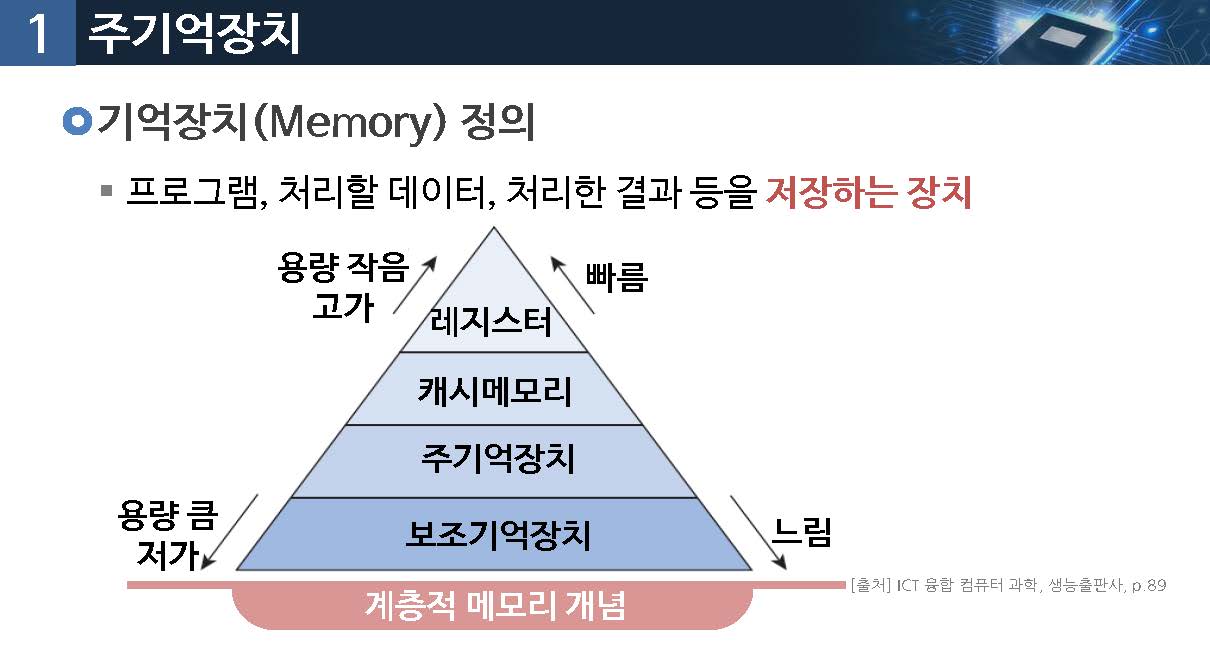 1 주기억장치
기억장치(Memory) 정의
프로그램, 처리할 데이터, 처리한 결과 등을 저장하는 장치
용량 작음
고가
빠름
레지스터
캐시메모리
주기억장치
보조기억장치
용량 큼
저가
느림
[출처] ICT 융합 컴퓨터 과학, 생능출판사, p.89
계층적 메모리 개념